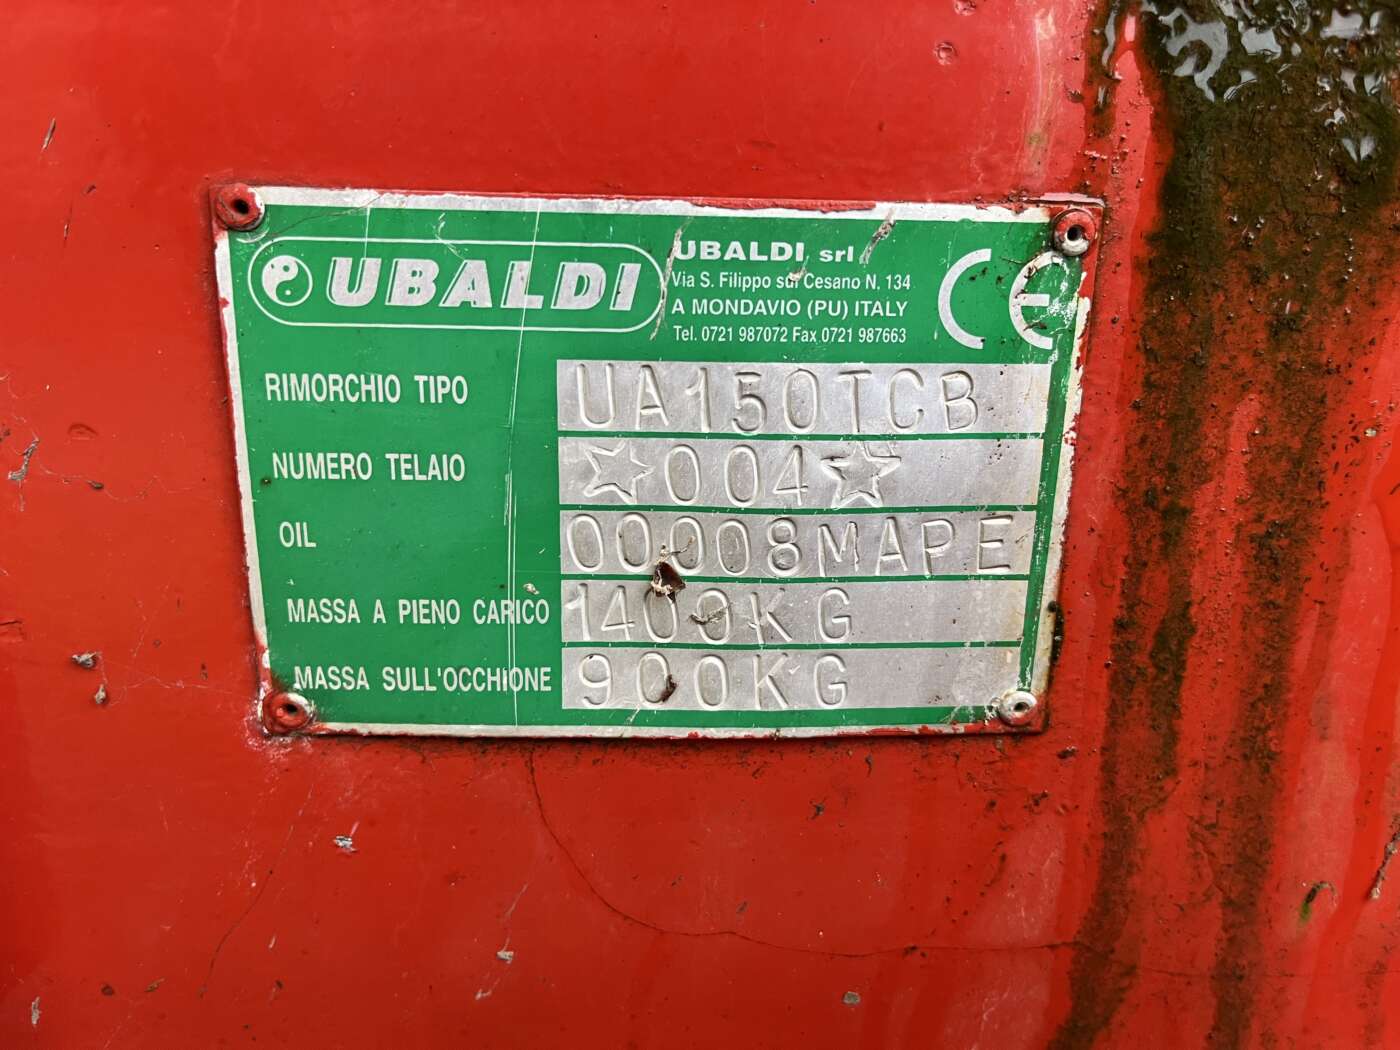 UBALDI
UBALDI srl
Via S. Filippo sul Cesano N. 134
A MONDAVIO (PU) ITALY
Tel. 0721 987072 Fax 0721 987663
CE
RIMORCHIO TIPO UA150TCB
NUMERO TELAIO ☆004☆
OIL 00008MAPE
MASSA A PIENO CARICO 1400KG
MASSA SULL'OCCHIONE 900KG